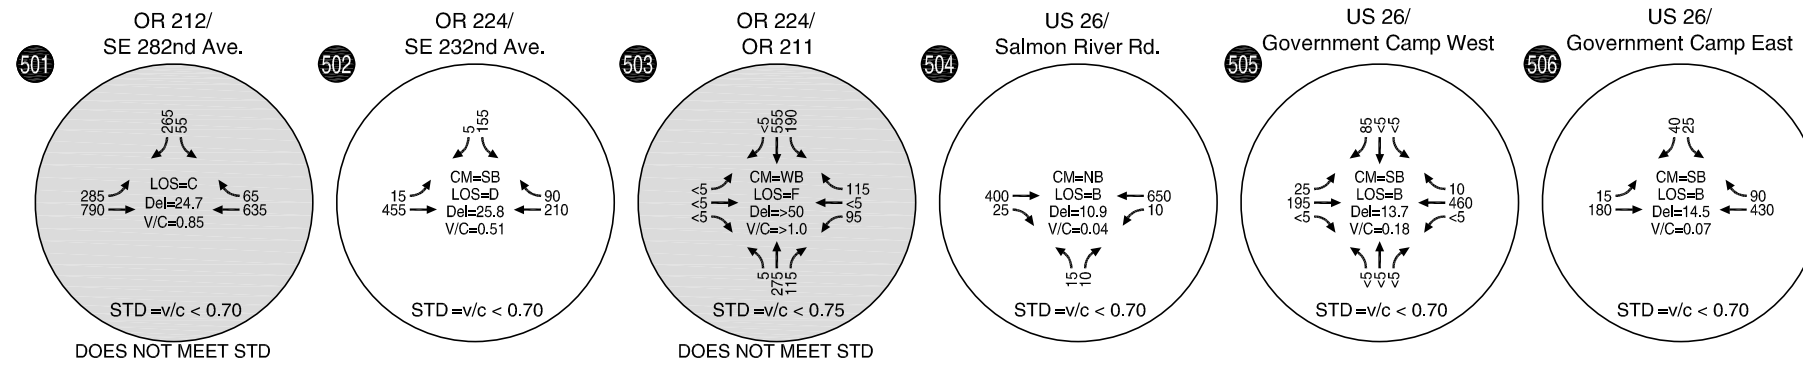 OR 212/
SE 282nd Ave.
501
265
55
285
790
LOS=C
Del=24.7
V/C=0.85
65
635
STD =v/c < 0.70
DOES NOT MEET STD
OR 224/
SE 232nd Ave.
502
5
155
15
455
CM=SB
LOS=D
Del=25.8
V/C=0.51
90
210
STD =v/c < 0.70
OR 224/
OR 211
503
<5
555
190
<5
<5
<5
CM=WB
LOS=F
Del=>50
V/C=>1.0
115
<5
95
5
275
115
STD =v/c < 0.75
DOES NOT MEET STD
US 26/
Salmon River Rd.
504
400
25
CM=NB
LOS=B
Del=10.9
V/C=0.04
650
10
15
10
STD =v/c < 0.70
US 26/
Government Camp West
505
85
<5
<5
25
195
<5
CM=SB
LOS=B
Del=13.7
V/C=0.18
10
460
<5
<5
<5
<5
STD =v/c < 0.70
US 26/
Government Camp East
506
40
25
15
180
CM=SB
LOS=B
Del=14.5
V/C=0.07
90
430
STD =v/c < 0.70